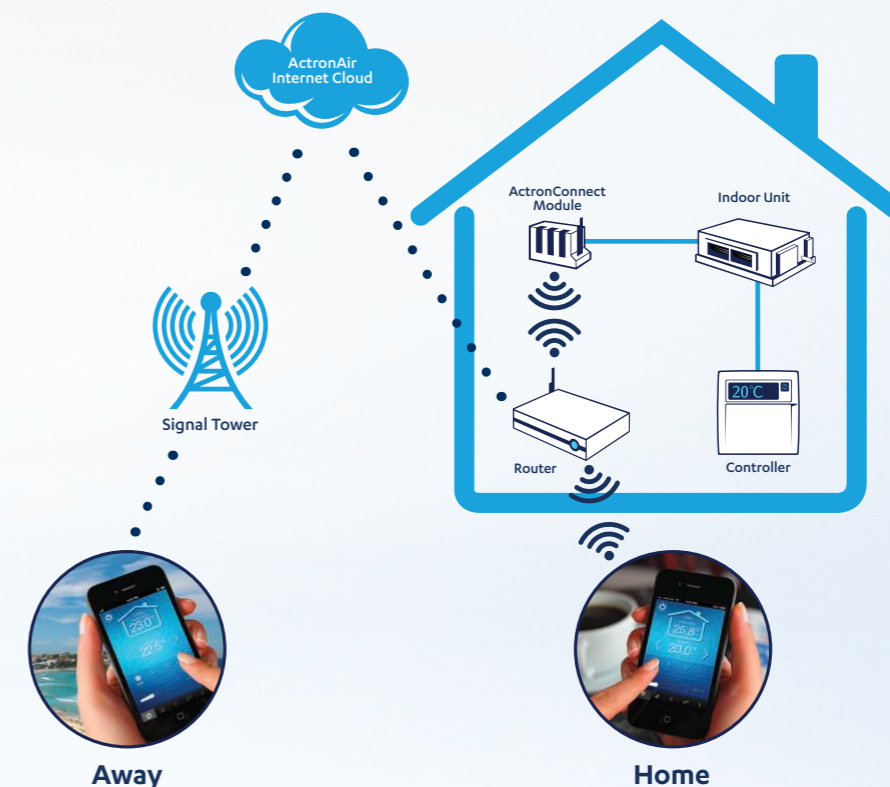 ActronAir
Internet Cloud
ActronConnect
Module
Indoor Unit
20°C
Signal Tower
Router
Controller
23.0°
22.5°
25.8°
20.0°
Away
Home